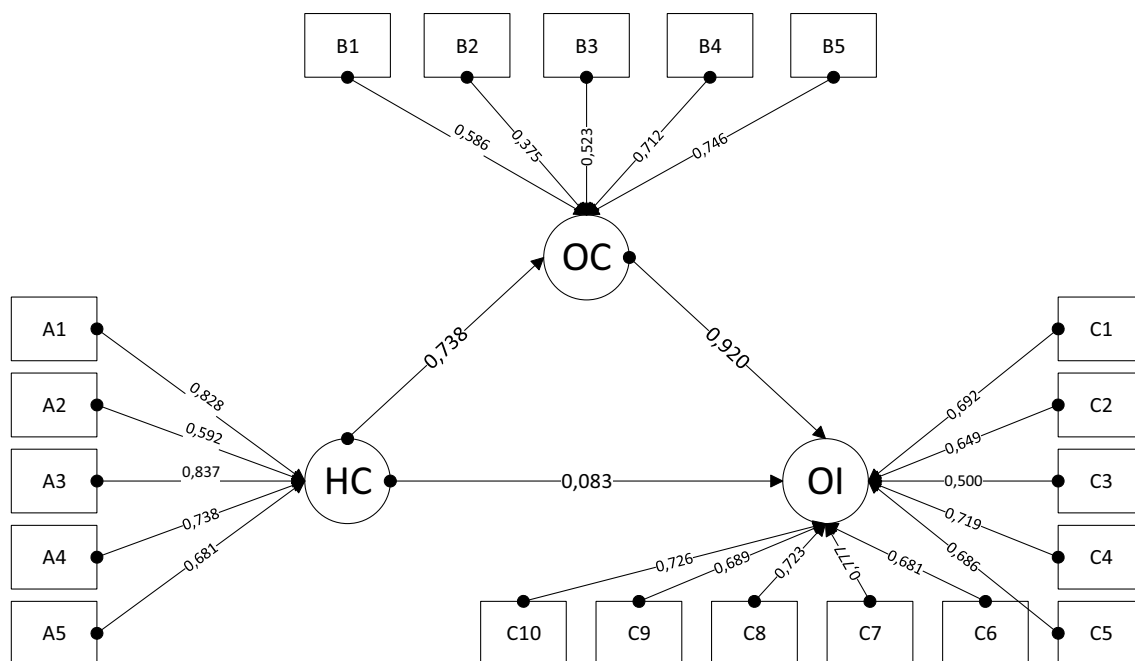 B1
B2
B3
B4
B5
0,586
0,375
0,523
0,712
0,746
OC
A1
A2
A3
A4
A5
0,828
0,592
0,837
0,738
0,681
0,738
0,920
HC
0,083
OI
C1
C2
C3
C4
C5
0,692
0,649
0,500
0,719
0,686
0,726
0,689
0,723
0,777
0,681
C10
C9
C8
C7
C6